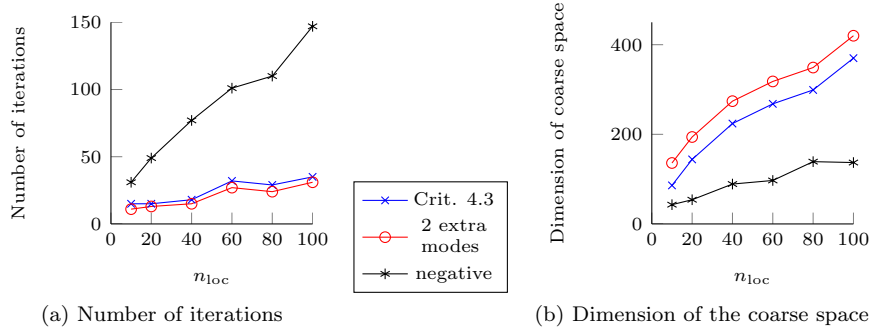 Number of iterations
150
100
50
0
0
20
40
60
80
100
n_loc
(a) Number of iterations
Crit. 4.3
2 extra
modes
negative
Dimension of coarse space
400
200
0
0
20
40
60
80
100
n_loc
(b) Dimension of the coarse space